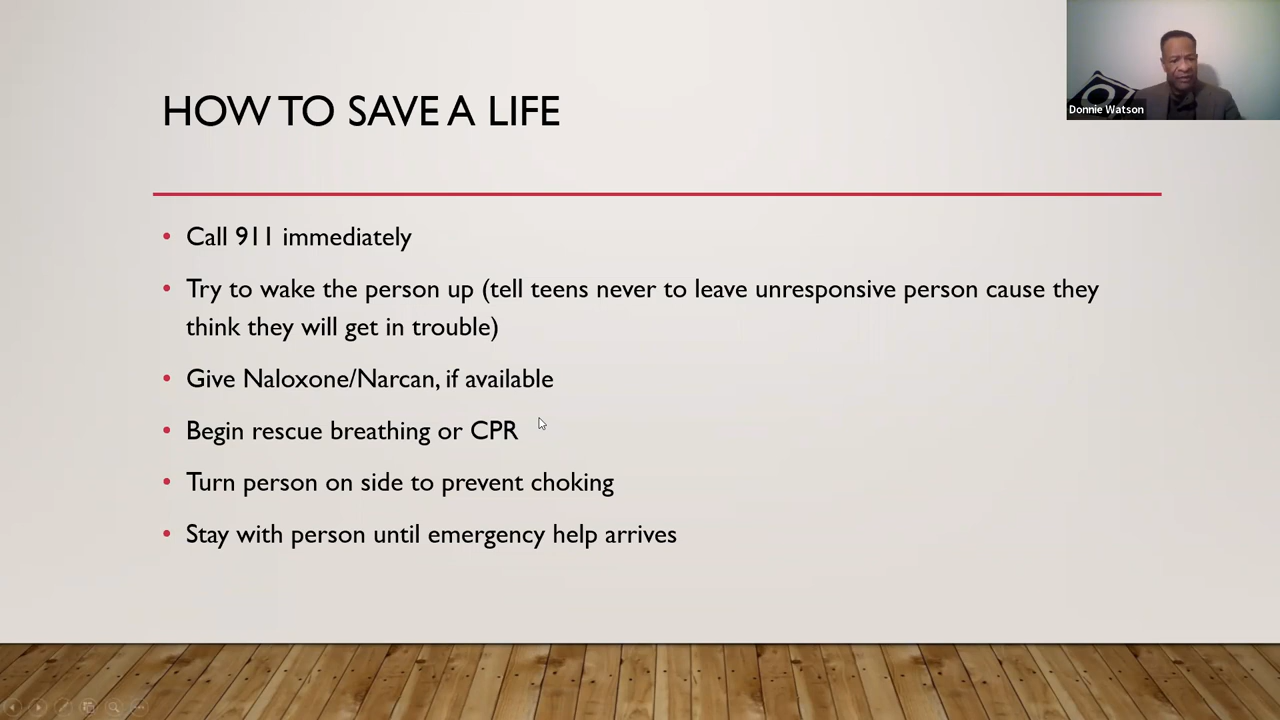 HOW TO SAVE A LIFE
Donnie Watson
• Call 911 immediately
• Try to wake the person up (tell teens never to leave unresponsive person cause they
think they will get in trouble)
• Give Naloxone/Narcan, if available
• Begin rescue breathing or CPR
• Turn person on side to prevent choking
• Stay with person until emergency help arrives